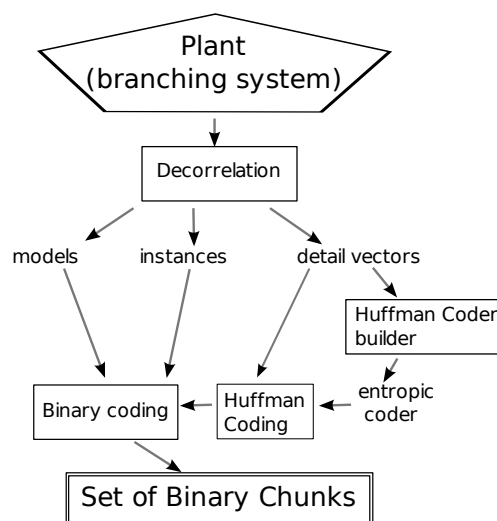 Plant
(branching system)
Decorrelation
models
instances
detail vectors
Huffman Coder
builder
entropic
coder
Binary coding
Huffman
Coding
Set of Binary Chunks